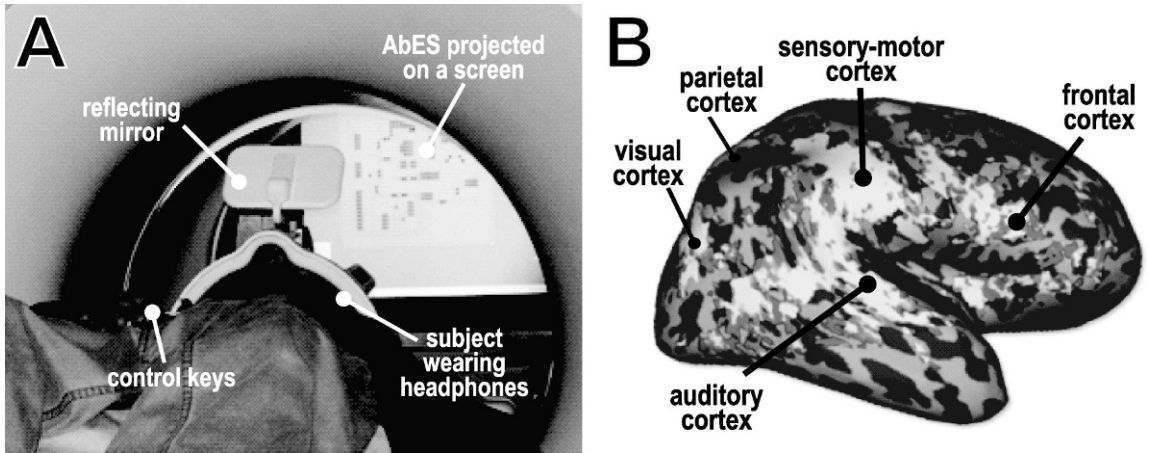 A
AbES projected
on a screen
reflecting
mirror
control keys
subject
wearing
headphones
B
sensory-motor
cortex
parietal
cortex
frontal
cortex
visual
cortex
auditory
cortex